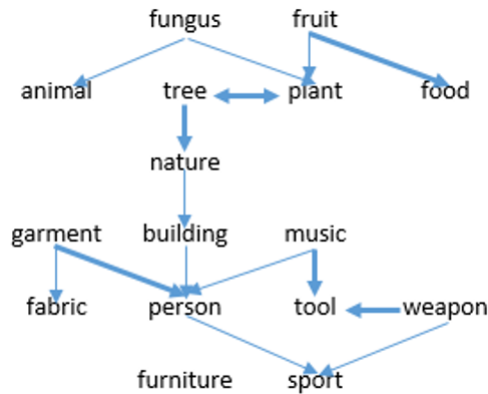 fungus fruit
animal tree plant food
nature
garment building music
fabric person tool weapon
furniture sport